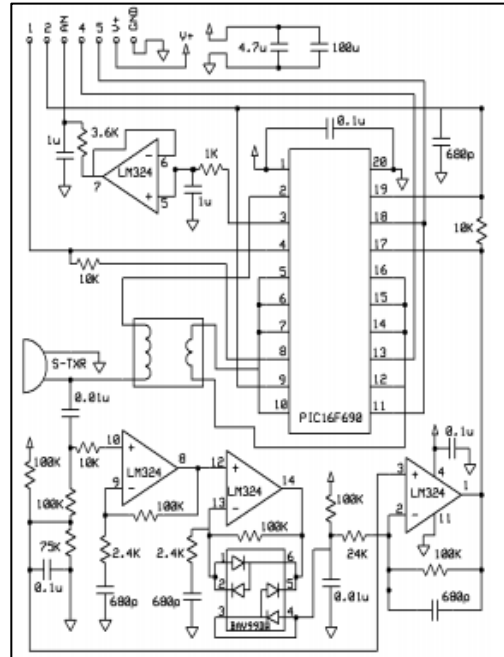 1 2 AN 4 5 V+ GND
V+
4.7u 100u
0.1u
680p
3.6K
1u
LM324
6
7
5
1K
1u
1 20
2 19
3 18
4 17
5 16
6 15
7 14
8 13
9 12
10 11
PIC16F690
10K
10K
S-TXR
0.01u
10K
100K
100K
75K
0.1u
10
9
8
LM324
100K
2.4K
680p
12
13
14
LM324
100K
2.4K
680p
1 6
2 5
3 4
BAV99DW
100K
24K
0.01u
3
2
4
1
11
LM324
0.1u
100K
680p